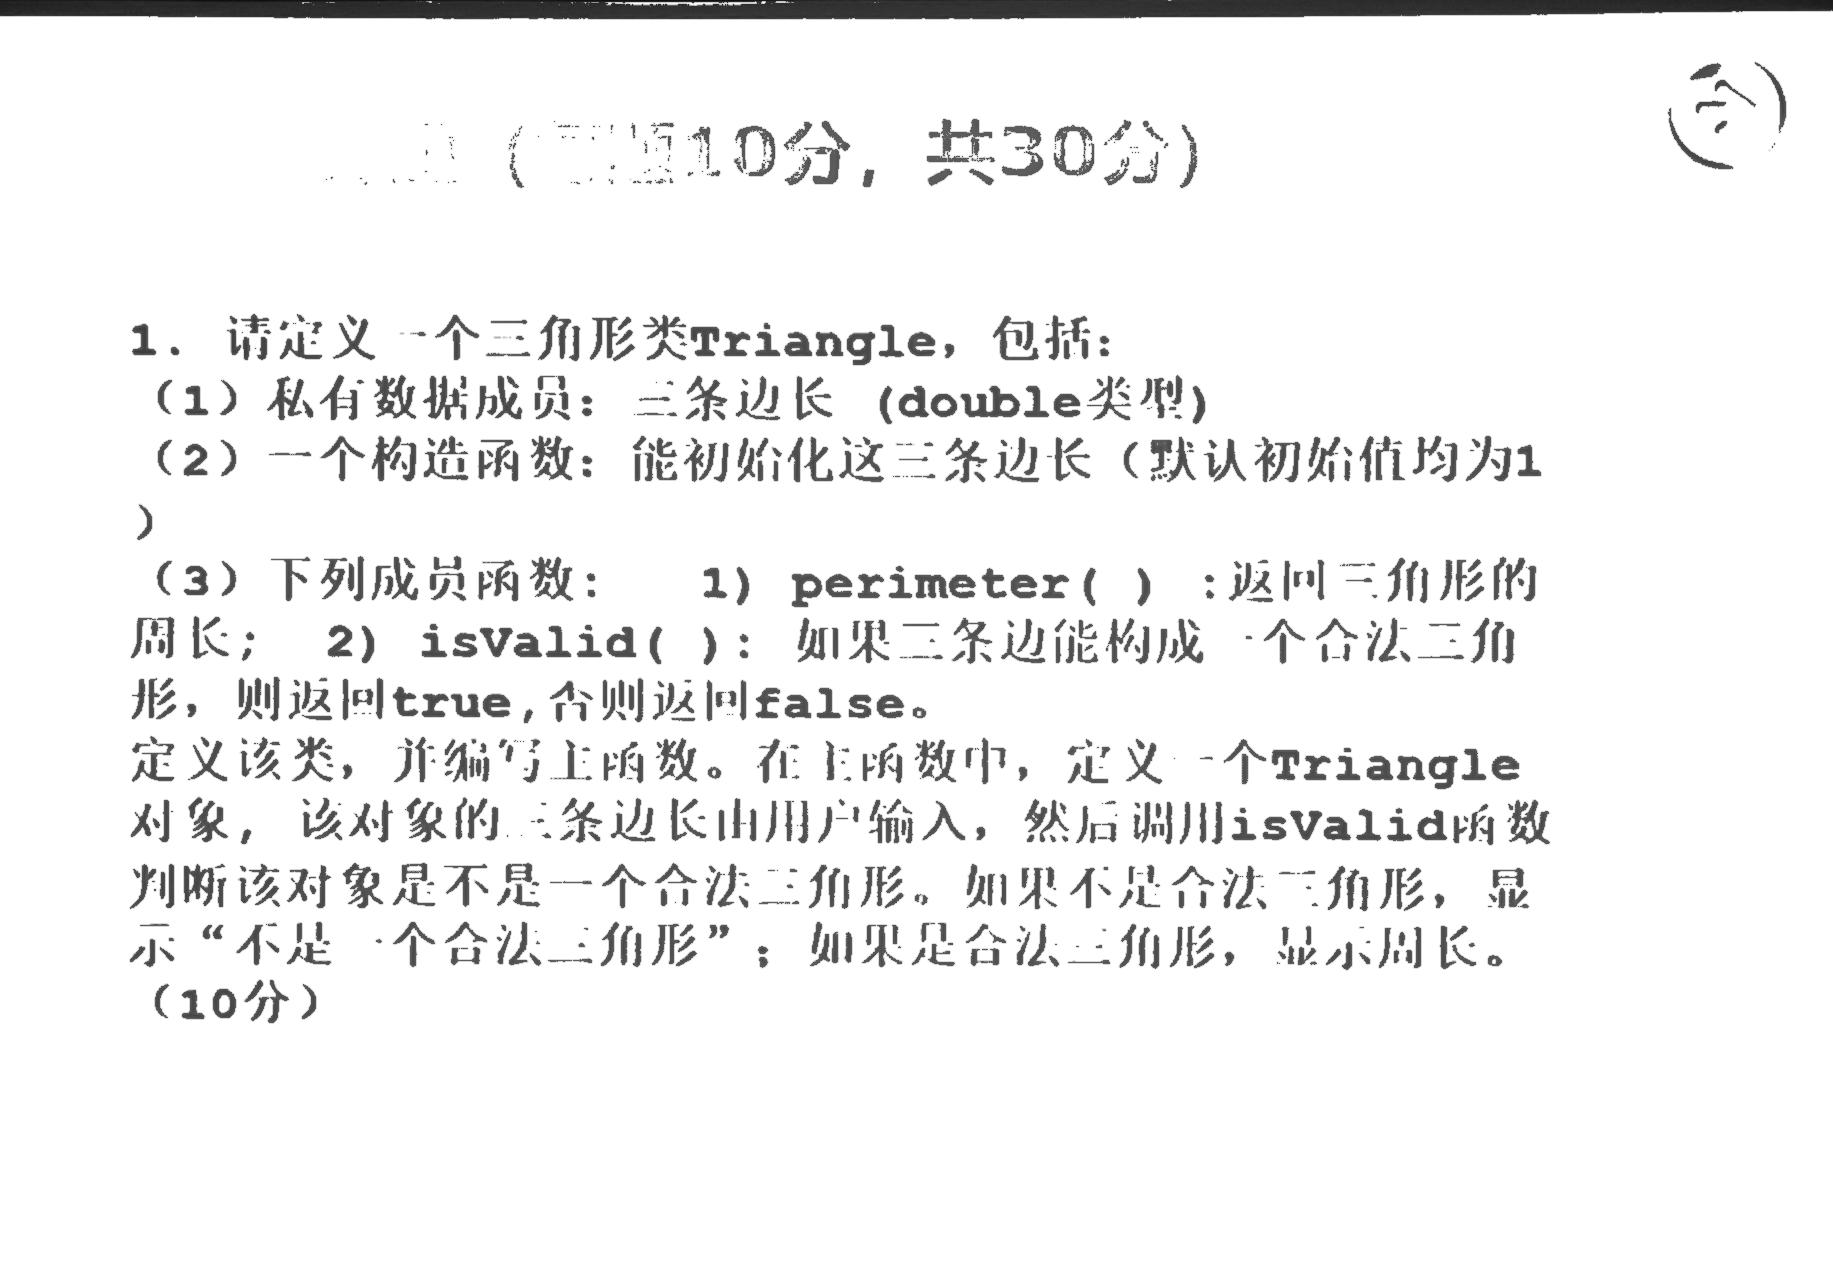 (每题10分, 共30分)
1. 请定义一个三角形类Triangle, 包括:
(1) 私有数据成员: 三条边长 (double类型)
(2) 一个构造函数: 能初始化这三条边长 (默认初始值均为1
)
(3) 下列成员函数: 1) perimeter( ) :返回三角形的
周长; 2) isValid( ): 如果三条边能构成一个合法三角
形, 则返回true,否则返回false。
定义该类, 并编写主函数。在主函数中, 定义一个Triangle
对象, 该对象的三条边长由用户输入, 然后调用isValid函数
判断该对象是不是一个合法三角形。如果不是合法三角形, 显
示“不是一个合法三角形”; 如果是合法三角形, 显示周长。
(10分)